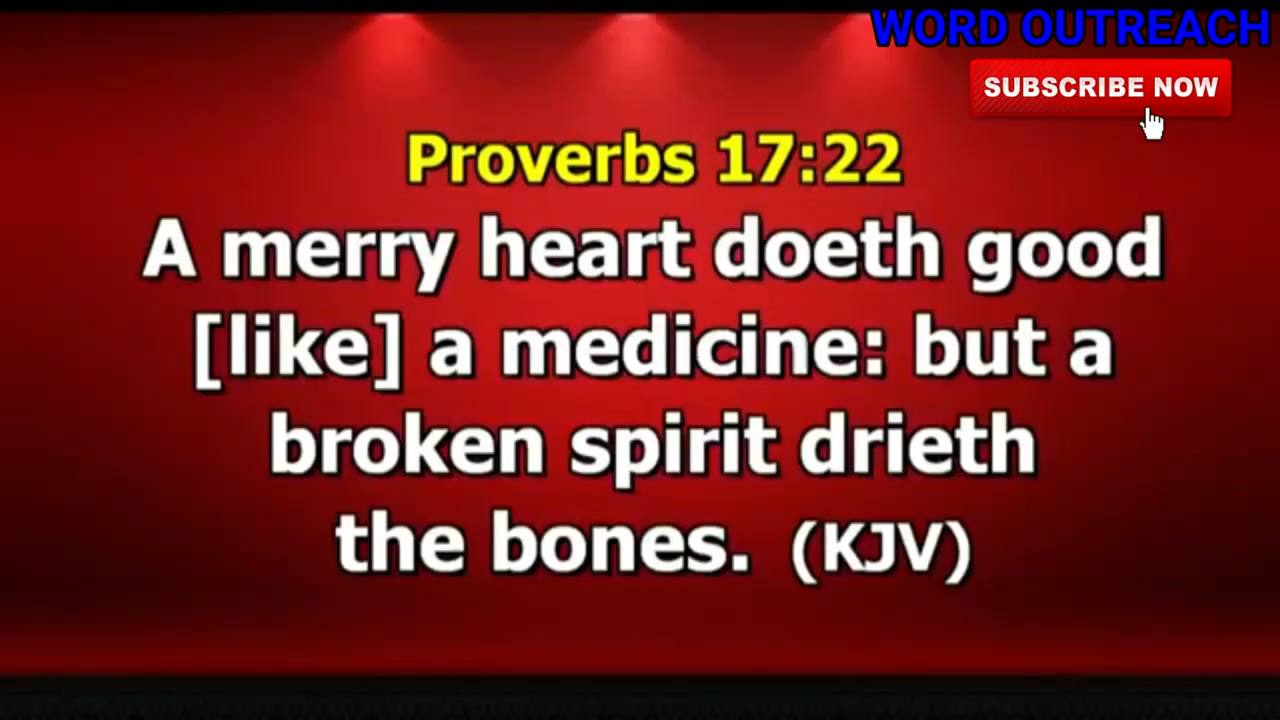 WORD OUTREACH
SUBSCRIBE NOW
Proverbs 17:22
A merry heart doeth good
[like] a medicine: but a
broken spirit drieth
the bones. (KJV)